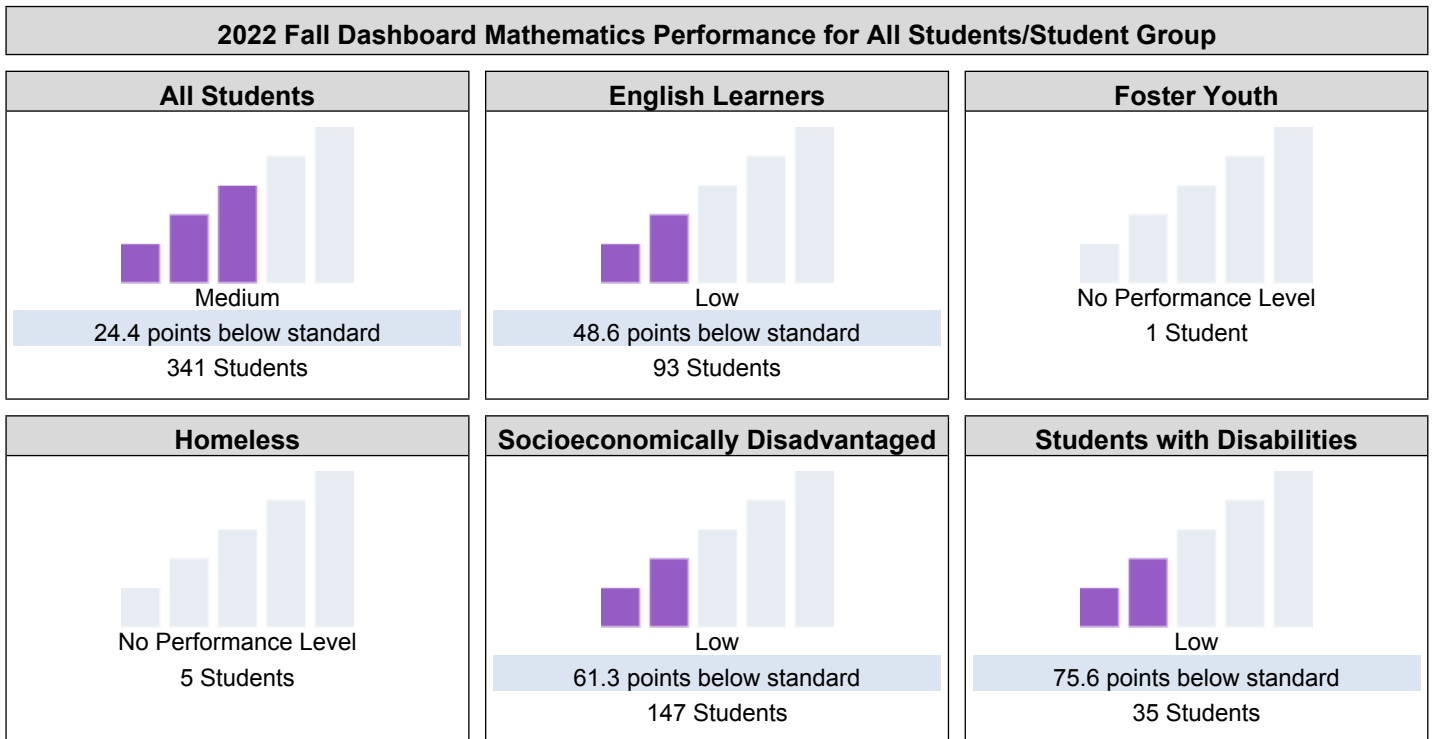 2022 Fall Dashboard Mathematics Performance for All Students/Student Group
All Students
Medium
24.4 points below standard
341 Students
English Learners
Low
48.6 points below standard
93 Students
Foster Youth
No Performance Level
1 Student
Homeless
No Performance Level
5 Students
Socioeconomically Disadvantaged
Low
61.3 points below standard
147 Students
Students with Disabilities
Low
75.6 points below standard
35 Students